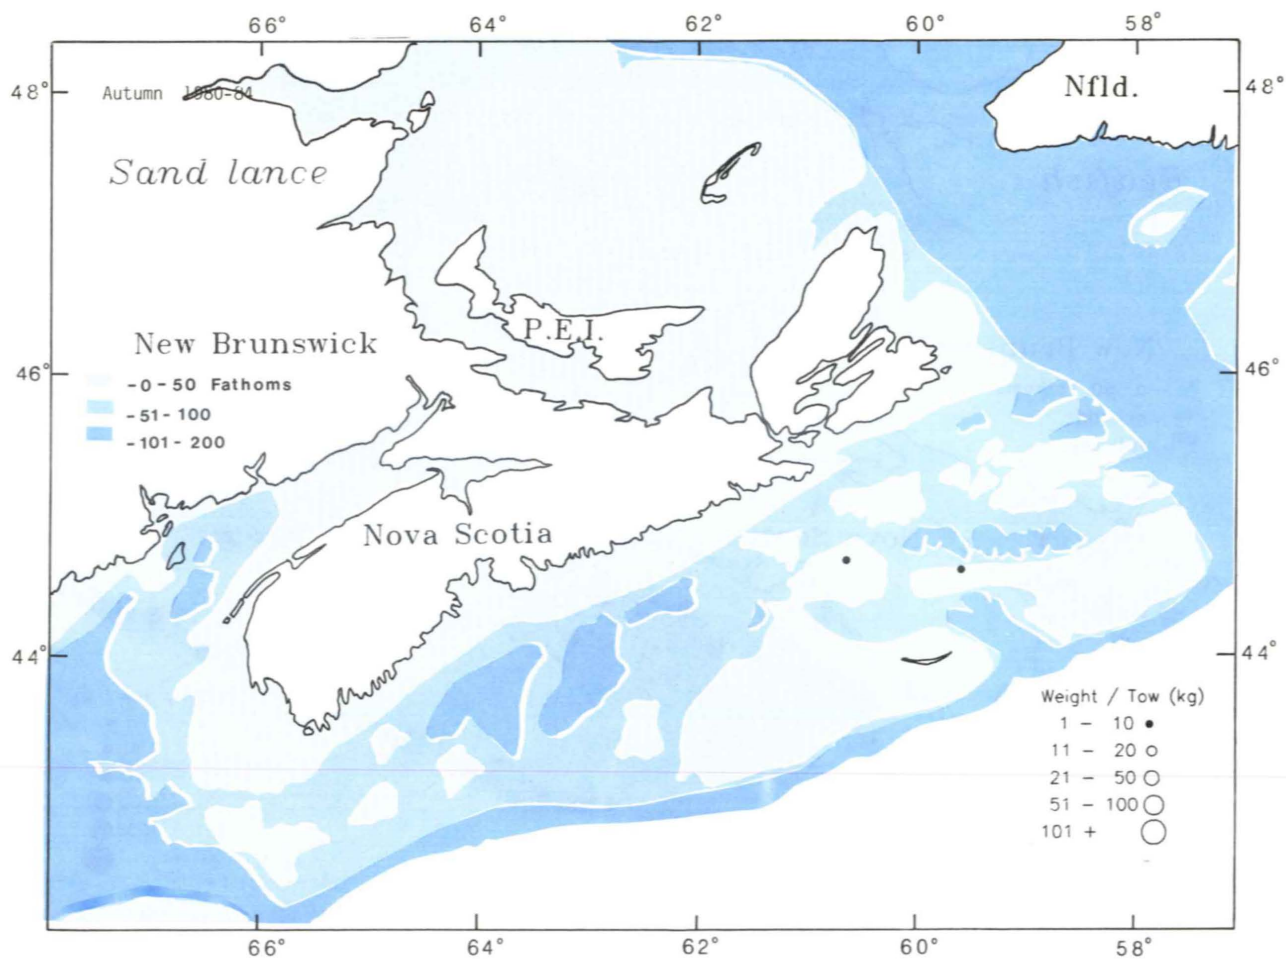 66° 64° 62° 60° 58°
48° 48°
Nfld.
Autumn 1980-84
Sand lance
P.E.I.
New Brunswick
46° 46°
-0-50 Fathoms
-51-100
-101-200
Nova Scotia
44° 44°
Weight / Tow (kg)
1 - 10
11 - 20
21 - 50
51 - 100
101 +
66° 64° 62° 60° 58°